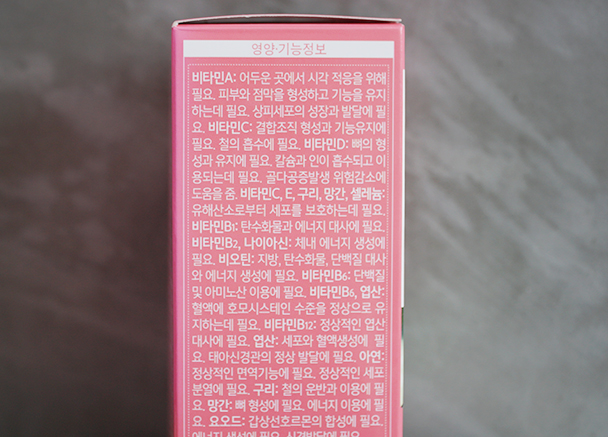 영양·기능정보
비타민A: 어두운 곳에서 시각 적응을 위해
필요. 피부와 점막을 형성하고 기능을 유지
하는데 필요. 상피세포의 성장과 발달에 필
요. 비타민C: 결합조직 형성과 기능유지에
필요. 철의 흡수에 필요. 비타민D: 뼈의 형
성과 유지에 필요. 칼슘과 인이 흡수되고 이
용되는데 필요. 골다공증발생 위험감소에
도움을 줌. 비타민C, E, 구리, 망간, 셀레늄:
유해산소로부터 세포를 보호하는데 필요.
비타민B1: 탄수화물과 에너지 대사에 필요.
비타민B2, 나이아신: 체내 에너지 생성에
필요. 비오틴: 지방, 탄수화물, 단백질 대사
와 에너지 생성에 필요. 비타민B6: 단백질
및 아미노산 이용에 필요. 비타민B6, 엽산:
혈액에 호모시스테인 수준을 정상으로 유
지하는데 필요. 비타민B12: 정상적인 엽산
대사에 필요. 엽산: 세포와 혈액생성에 필
요. 태아신경관의 정상 발달에 필요. 아연:
정상적인 면역기능에 필요. 정상적인 세포
분열에 필요. 구리: 철의 운반과 이용에 필
요. 망간: 뼈 형성에 필요. 에너지 이용에 필
요. 요오드: 갑상선호르몬의 합성에 필요.
에너지 생성에 필요. 신경발달에 필요.